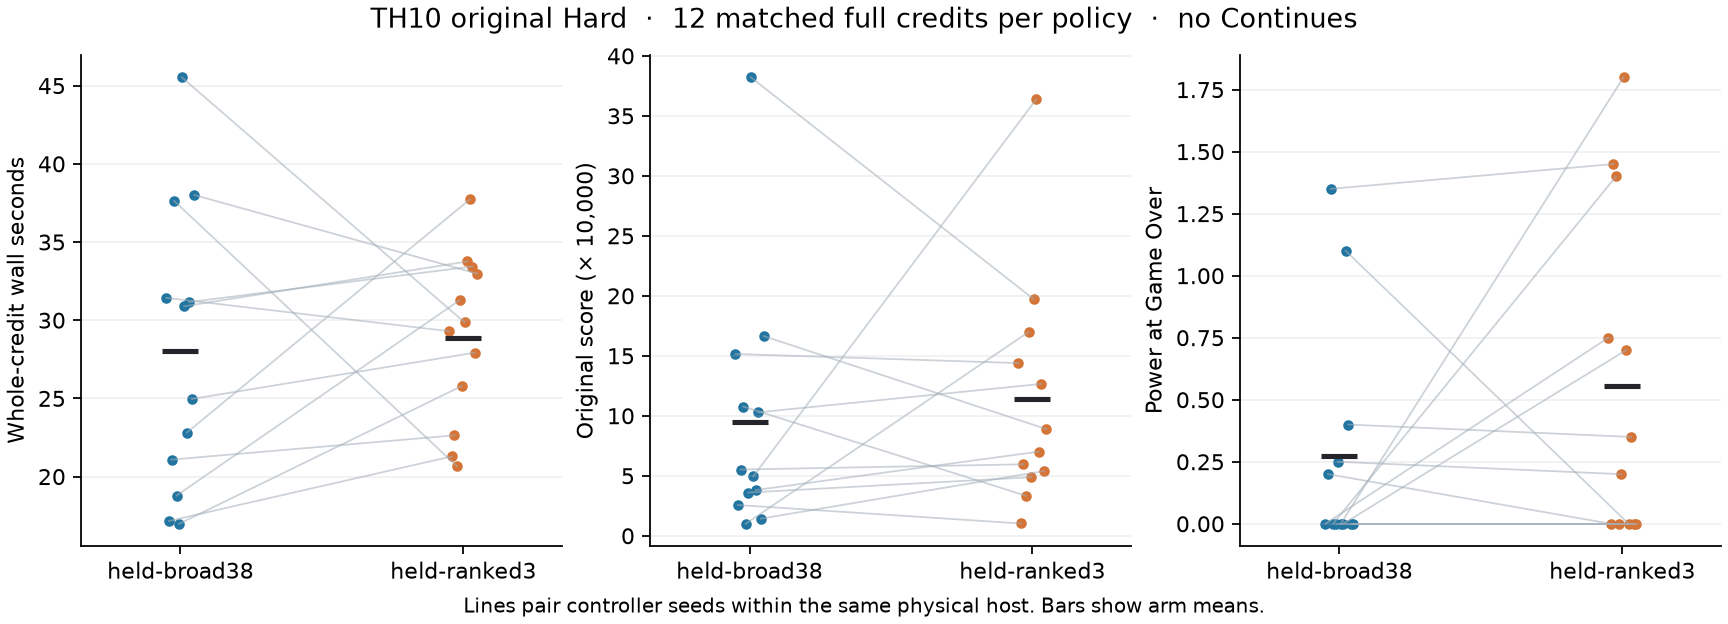 TH10 original Hard · 12 matched full credits per policy · no Continues
Whole-credit wall seconds
45
40
35
30
25
20
held-broad38
held-ranked3
Original score (× 10,000)
40
35
30
25
20
15
10
5
0
held-broad38
held-ranked3
Power at Game Over
1.75
1.50
1.25
1.00
0.75
0.50
0.25
0.00
held-broad38
held-ranked3
Lines pair controller seeds within the same physical host. Bars show arm means.